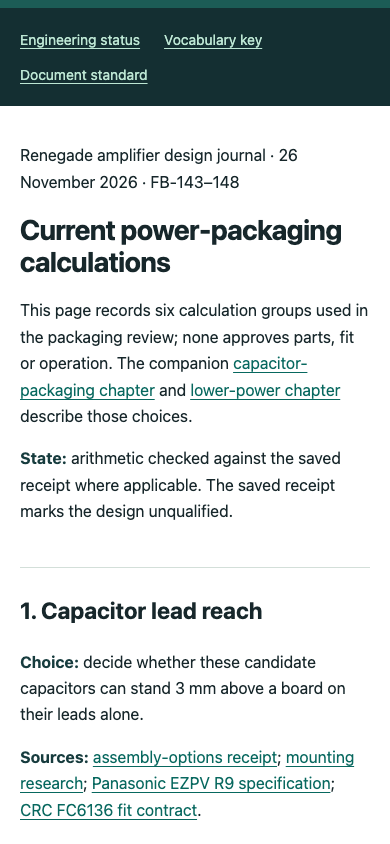 Engineering status Vocabulary key
Document standard
Renegade amplifier design journal · 26
November 2026 · FB-143–148
Current power-packaging
calculations
This page records six calculation groups used in
the packaging review; none approves parts, fit
or operation. The companion capacitor-
packaging chapter and lower-power chapter
describe those choices.
State: arithmetic checked against the saved
receipt where applicable. The saved receipt
marks the design unqualified.
1. Capacitor lead reach
Choice: decide whether these candidate
capacitors can stand 3 mm above a board on
their leads alone.
Sources: assembly-options receipt; mounting
research; Panasonic EZPV R9 specification;
CRC FC6136 fit contract.